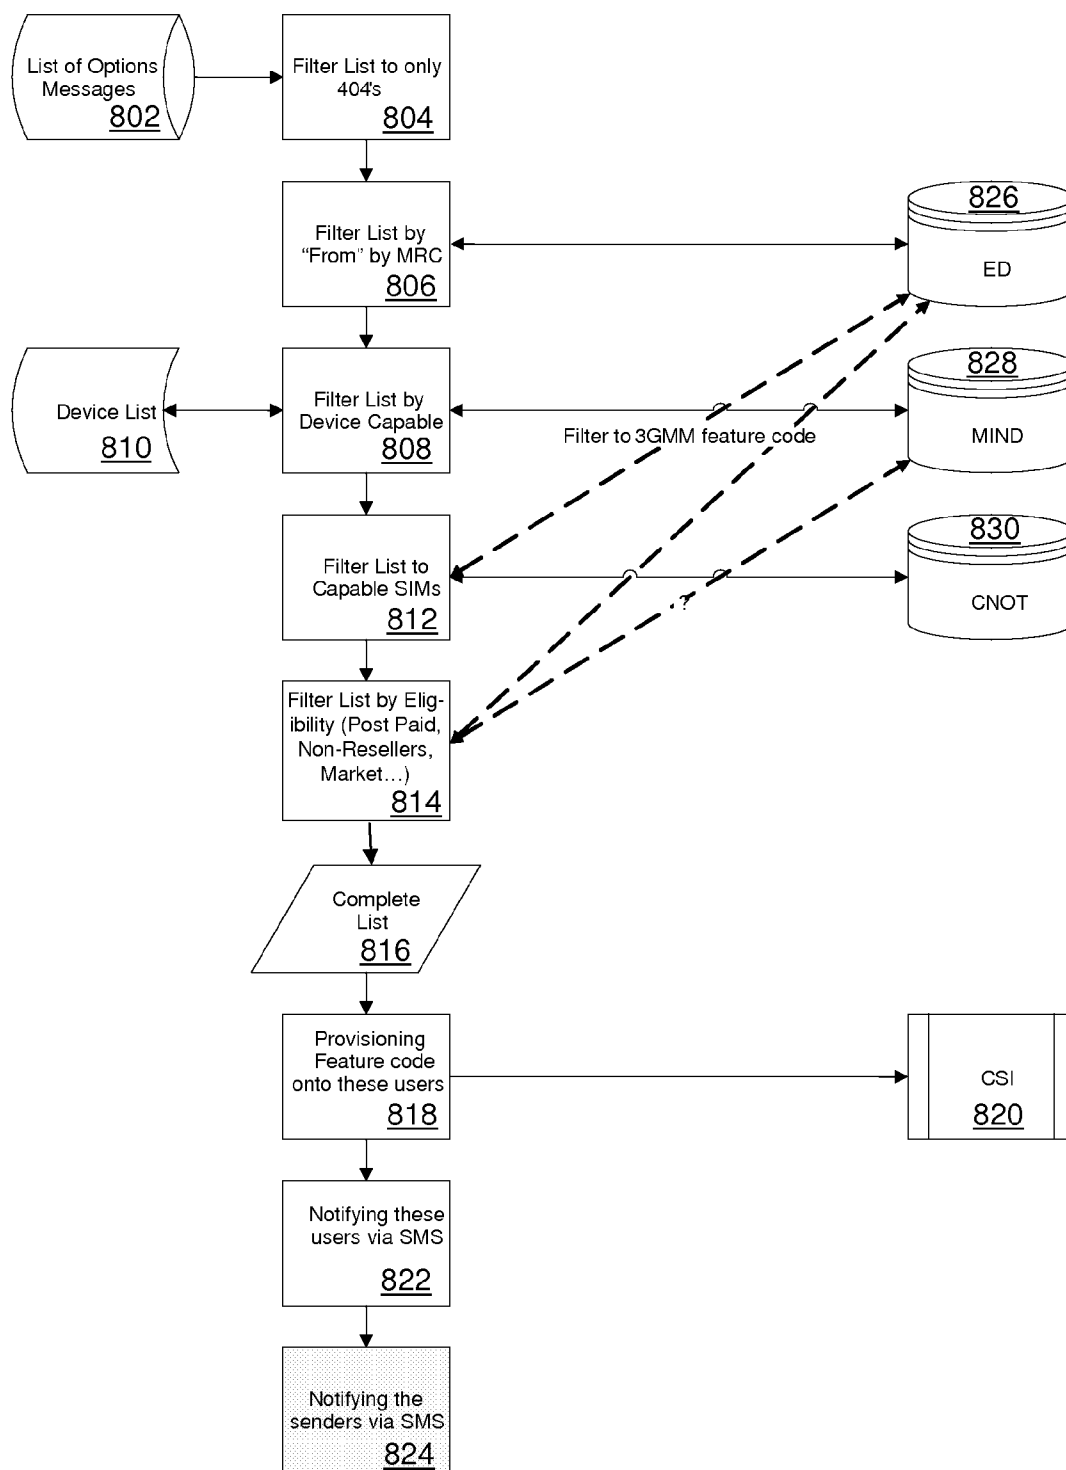 List of Options
Messages
802
Filter List to only
404's
804
Filter List by
“From” by MRC
806
826
ED
Device List
810
Filter List by
Device Capable
808
Filter to 3GMM feature code
828
MIND
Filter List to
Capable SIMs
812
?
830
CNOT
Filter List by Elig-
ibility (Post Paid,
Non-Resellers,
Market...)
814
Complete
List
816
Provisioning
Feature code
onto these users
818
CSI
820
Notifying these
users via SMS
822
Notifying the
senders via SMS
824